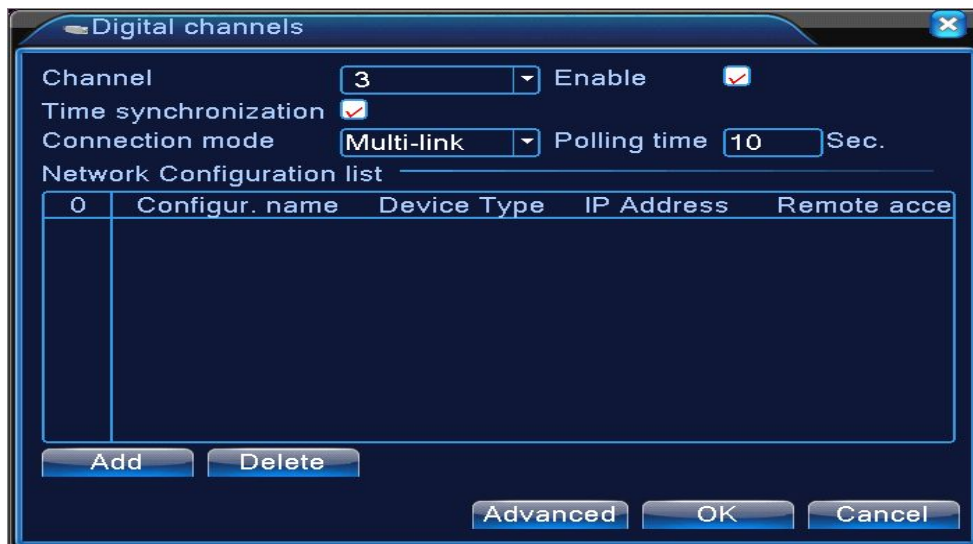 Digital channels
Channel 3 Enable
Time synchronization
Connection mode Multi-link Polling time 10 Sec.
Network Configuration list
0 Configur. name Device Type IP Address Remote acce
Add Delete
Advanced OK Cancel